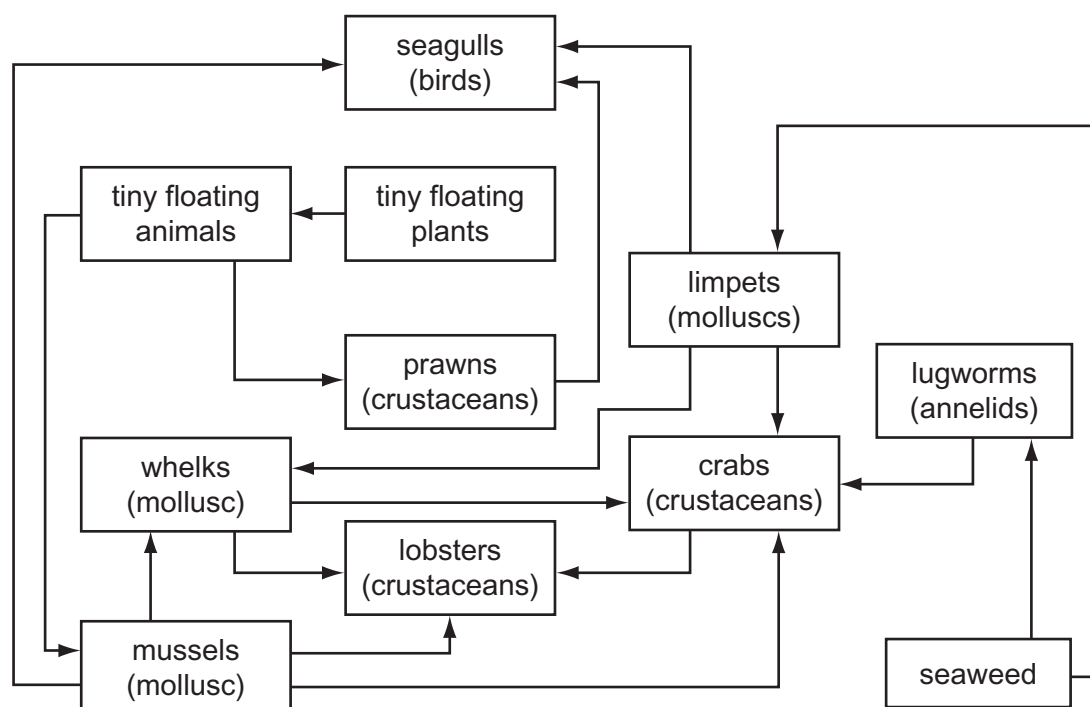 seagulls
(birds)
tiny floating
animals
tiny floating
plants
limpets
(molluscs)
prawns
(crustaceans)
lugworms
(annelids)
whelks
(mollusc)
crabs
(crustaceans)
lobsters
(crustaceans)
mussels
(mollusc)
seaweed